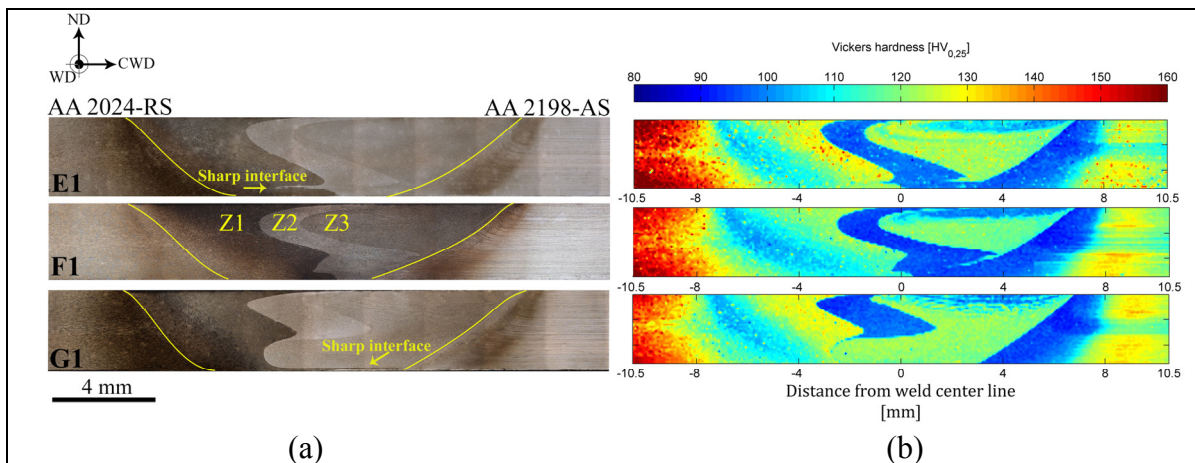 ND
WD
CWD
AA 2024-RS
AA 2198-AS
Sharp interface
E1
Z1 Z2 Z3
F1
Sharp interface
G1
4 mm
(a)
Vickers hardness [HV0,25]
80 90 100 110 120 130 140 150 160
-10.5 -8 -4 0 4 8 10.5
-10.5 -8 -4 0 4 8 10.5
-10.5 -8 -4 0 4 8 10.5
Distance from weld center line
[mm]
(b)